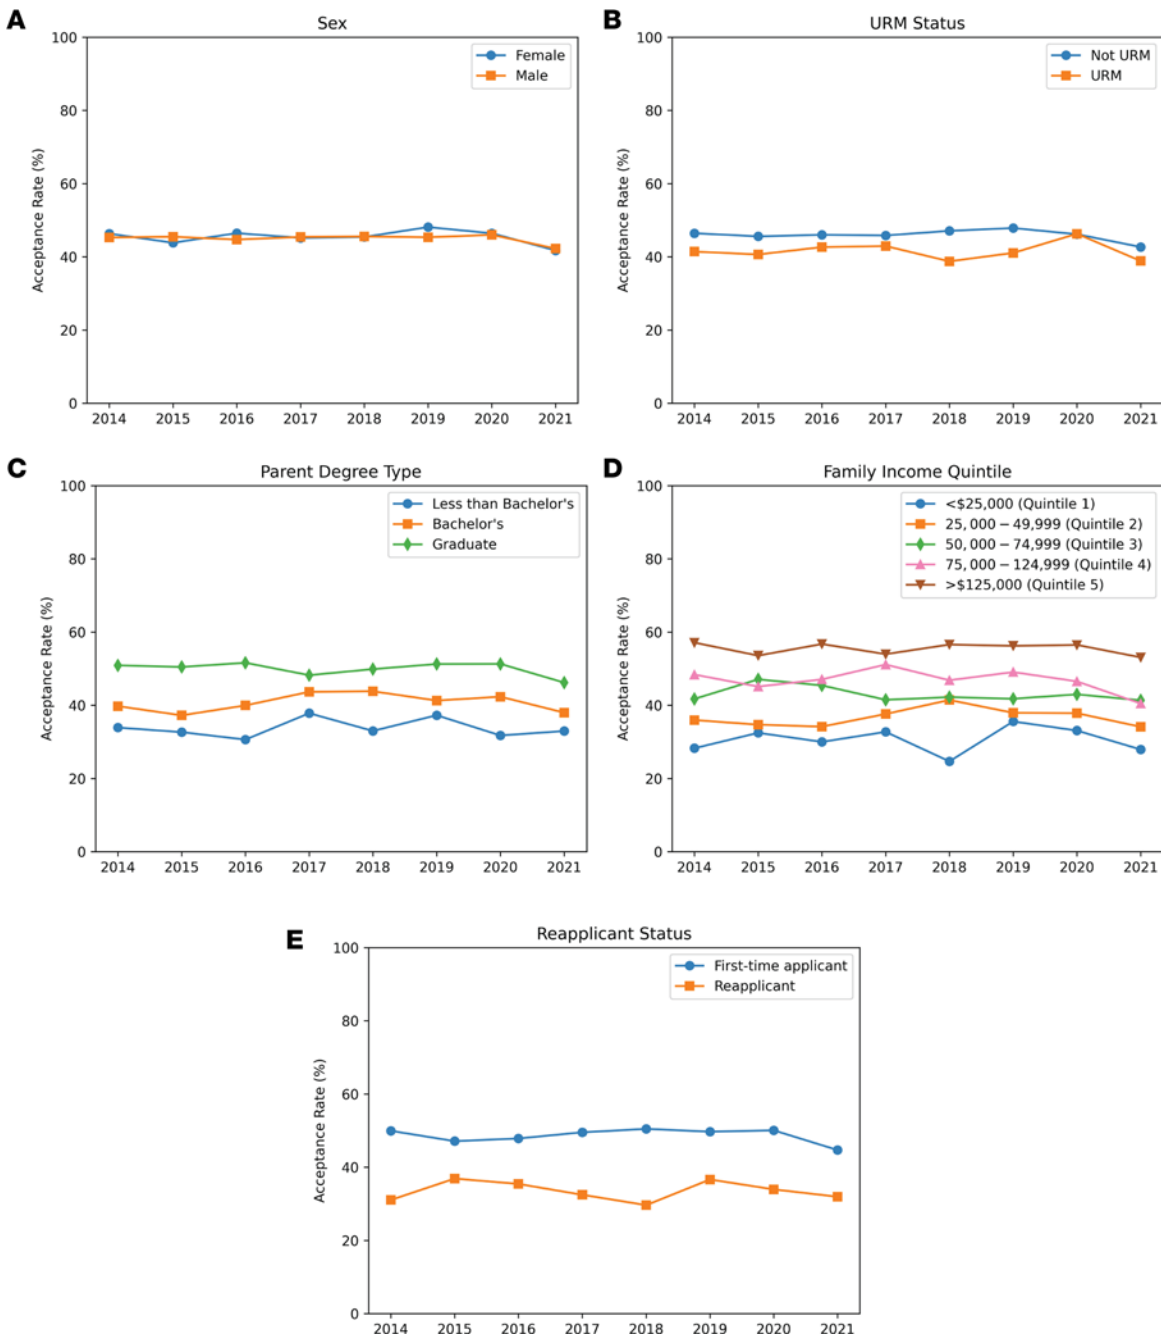 A
Sex
Acceptance Rate (%)
100
80
60
40
20
0
2014 2015 2016 2017 2018 2019 2020 2021
Female
Male
B
URM Status
Acceptance Rate (%)
100
80
60
40
20
0
2014 2015 2016 2017 2018 2019 2020 2021
Not URM
URM
C
Parent Degree Type
Acceptance Rate (%)
100
80
60
40
20
0
2014 2015 2016 2017 2018 2019 2020 2021
Less than Bachelor's
Bachelor's
Graduate
D
Family Income Quintile
Acceptance Rate (%)
100
80
60
40
20
0
2014 2015 2016 2017 2018 2019 2020 2021
<$25,000 (Quintile 1)
25,000 − 49,999 (Quintile 2)
50,000 − 74,999 (Quintile 3)
75,000 − 124,999 (Quintile 4)
>$125,000 (Quintile 5)
E
Reapplicant Status
Acceptance Rate (%)
100
80
60
40
20
0
2014 2015 2016 2017 2018 2019 2020 2021
First-time applicant
Reapplicant